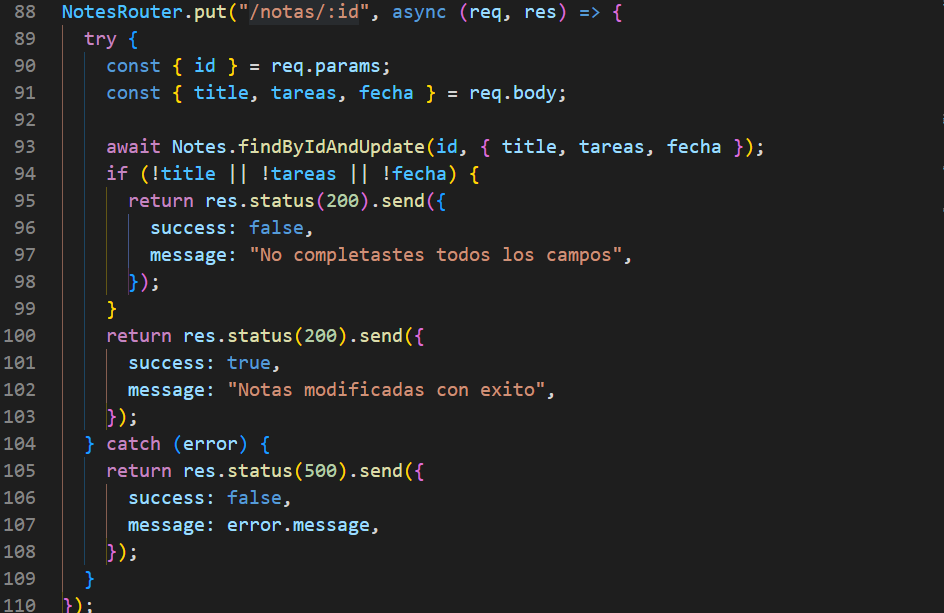 88 NotesRouter.put("/notas/:id", async (req, res) => {
89   try {
90     const { id } = req.params;
91     const { title, tareas, fecha } = req.body;
92
93     await Notes.findByIdAndUpdate(id, { title, tareas, fecha });
94     if (!title || !tareas || !fecha) {
95       return res.status(200).send({
96         success: false,
97         message: "No completastes todos los campos",
98       });
99     }
100     return res.status(200).send({
101       success: true,
102       message: "Notas modificadas con exito",
103     });
104   } catch (error) {
105     return res.status(500).send({
106       success: false,
107       message: error.message,
108     });
109   }
110 });